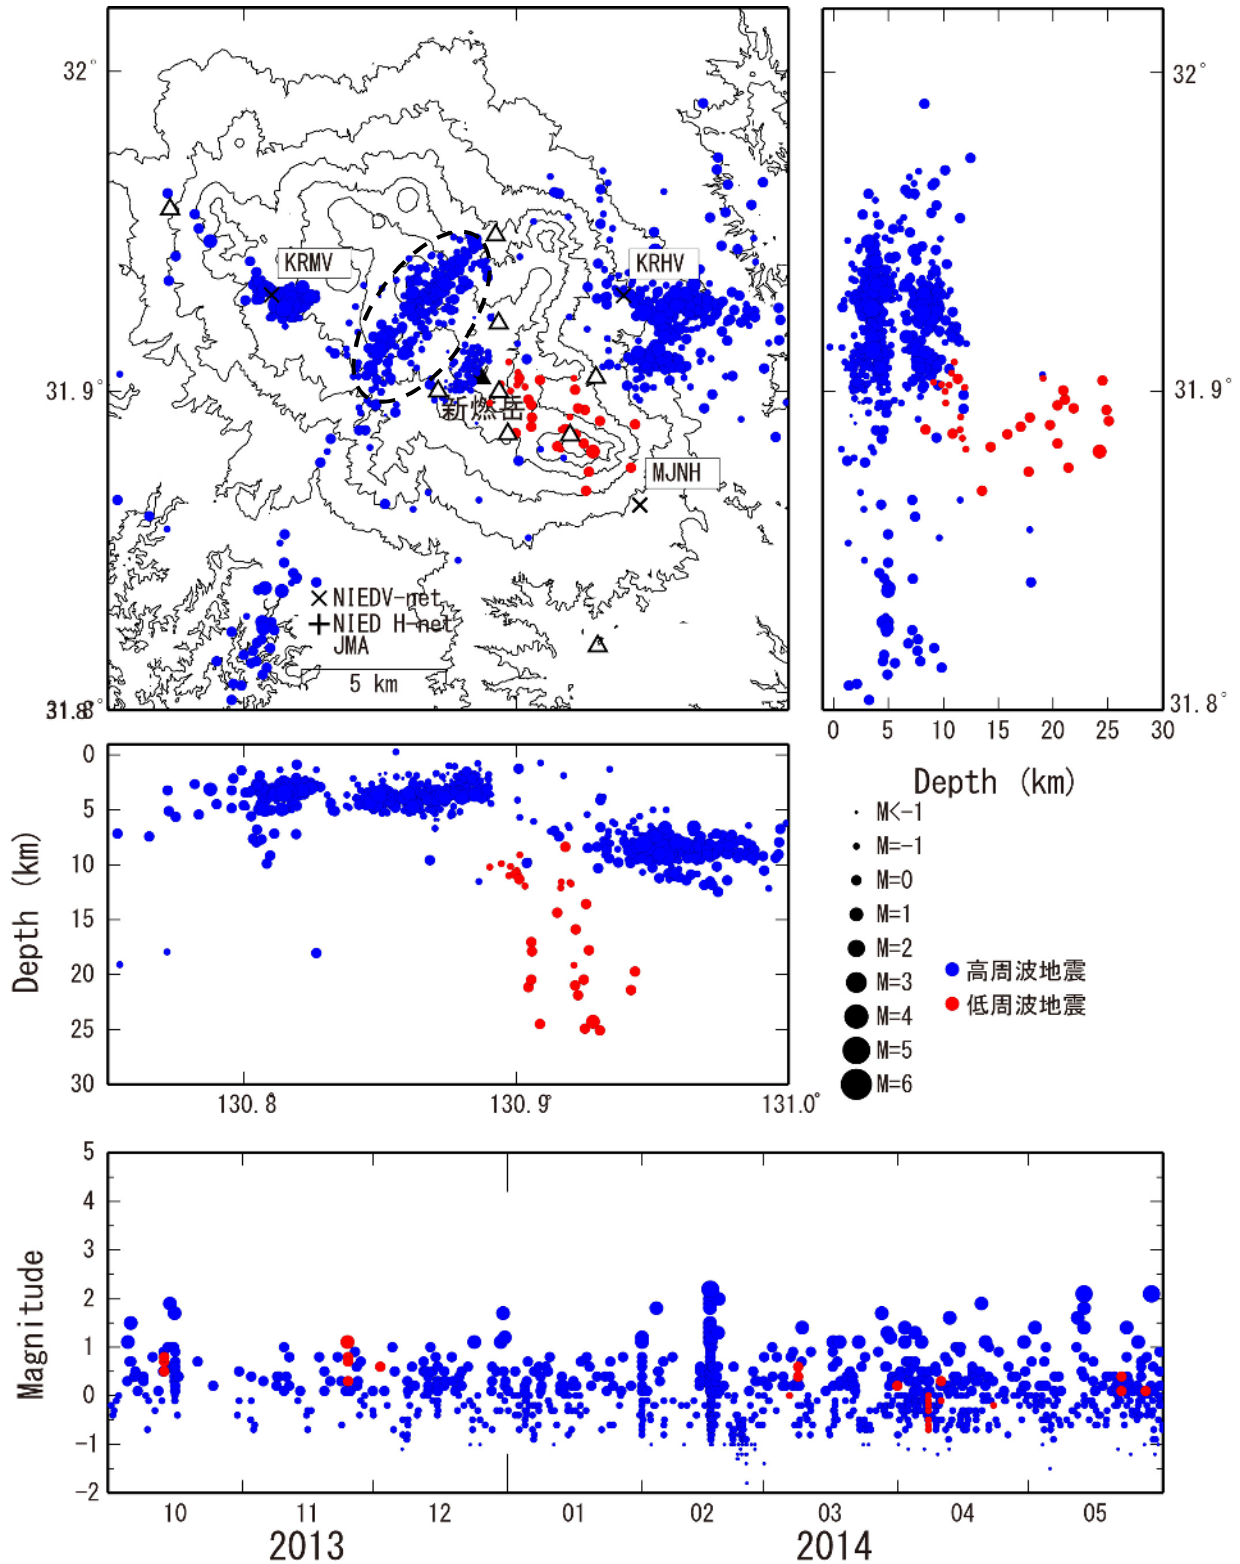 32°
32°
KRMV
KRHV
31.9
31.9
新燃岳
MJNH
NIEDV-net
NIED H-net
JMA
5 km
31.8°
31.8°
0 5 10 15 20 25 30
Depth (km)
0
5
10
15
20
25
30
Depth (km)
130.8° 130.9° 131.0°
M<-1
M=-1
M=0
M=1
M=2
M=3
M=4
M=5
M=6
高周波地震
低周波地震
5
4
3
2
1
0
-1
-2
Magnitude
10 11 12 01 02 03 04 05
2013 2014